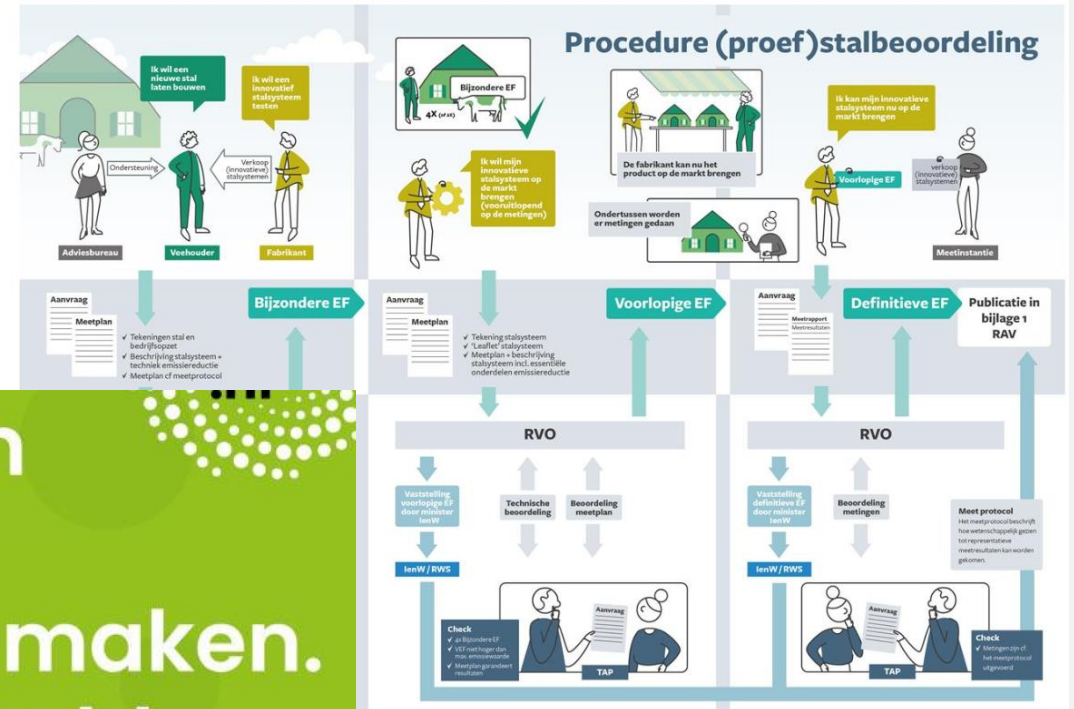 Procedure (proef)stalbeoordeling
Ik wil een
nieuwe stal
laten bouwen
Ik wil een
innovatief
stalsysteem
testen
Ondersteuning
Verkoop
(innovatieve)
stalsystemen
Adviesbureau
Veehouder
Fabrikant
Bijzondere EF
4X (of 2X)
Ik wil mijn
innovatieve
stalsysteem op
de markt
brengen
(vooruitlopend
op de metingen)
De fabrikant kan nu het
product op de markt brengen
Ondertussen worden
er metingen gedaan
Ik kan mijn innovatieve
stalsysteem nu op de
markt brengen
Voorlopige EF
verkoop
(innovatieve)
stalsystemen
Meetinstantie
Aanvraag
Meetplan
✓ Tekeningen stal en
bedrijfsopzet
✓ Beschrijving stalsysteem +
techniek emissiereductie
✓ Meetplan cf meetprotocol
Bijzondere EF
Aanvraag
Meetplan
✓ Tekening stalsysteem
✓ 'Leaflet' stalsysteem
✓ Meetplan + beschrijving
stalsysteem incl. essentiële
onderdelen emissiereductie
Voorlopige EF
Aanvraag
Meetrapport
Meetresultaten
Definitieve EF
Publicatie in
bijlage 1
RAV
RVO
Vaststelling
voorlopige EF
door minister
IenW
Technische
beoordeling
Beoordeling
meetplan
IenW / RWS
Check
✓ 4x Bijzondere EF
✓ VEF niet hoger dan
max. emissiewaarde
✓ Meetplan garandeert
resultaten
Aanvraag
TAP
RVO
Vaststelling
definitieve EF
door minister
IenW
Beoordeling
metingen
IenW / RWS
Meet protocol
Het meetprotocol beschrijft
hoe wetenschappelijk gezien
tot representatieve
meetresultaten kan worden
gekomen.
Aanvraag
TAP
Check
✓ Metingen zijn cf
het meetprotocol
uitgevoerd
maken.